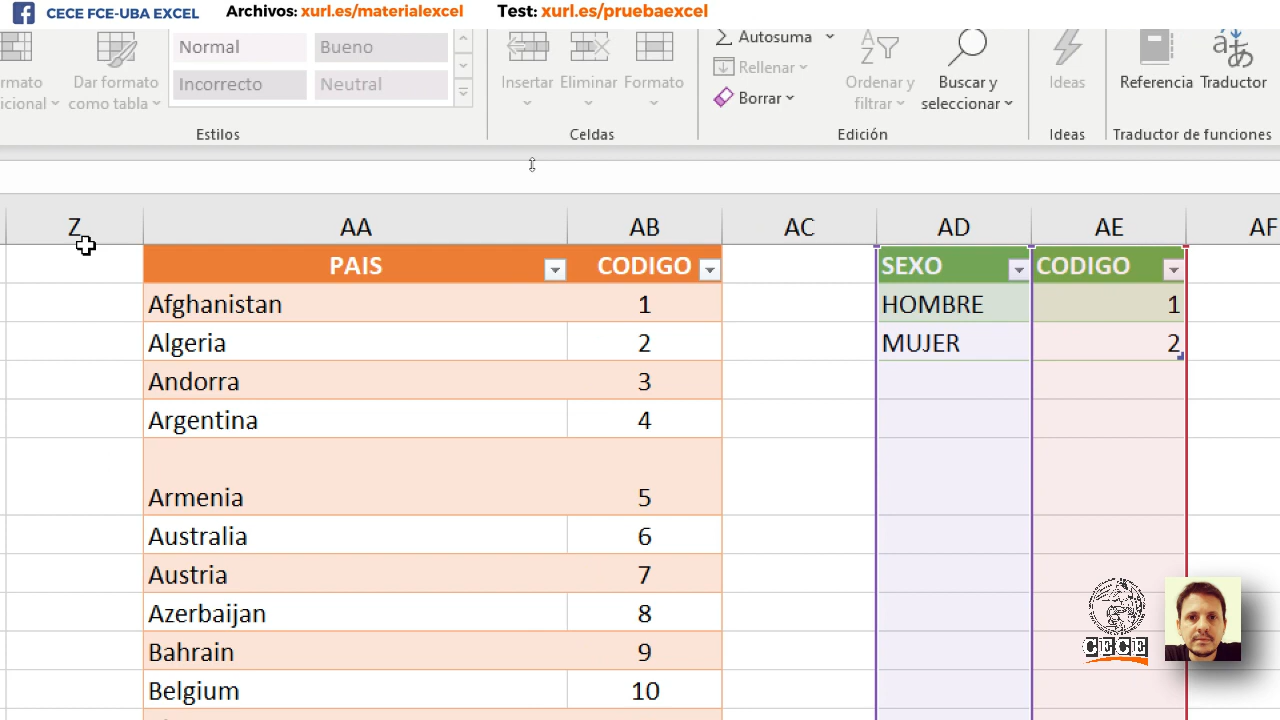 CECE FCE-UBA EXCEL
Archivos: xurl.es/materialexcel
Test: xurl.es/pruebaexcel
rmato
icional
Dar formato
como tabla
Normal
Bueno
Incorrecto
Neutral
Estilos
Insertar
Eliminar
Formato
Celdas
Autosuma
Rellenar
Borrar
Ordenar y
filtrar
Buscar y
seleccionar
Edición
Ideas
Ideas
Referencia
Traductor
Traductor de funciones
Z AA AB AC AD AE AF
PAIS CODIGO SEXO CODIGO
Afghanistan 1 HOMBRE 1
Algeria 2 MUJER 2
Andorra 3
Argentina 4
Armenia 5
Australia 6
Austria 7
Azerbaijan 8
Bahrain 9
Belgium 10
CECE